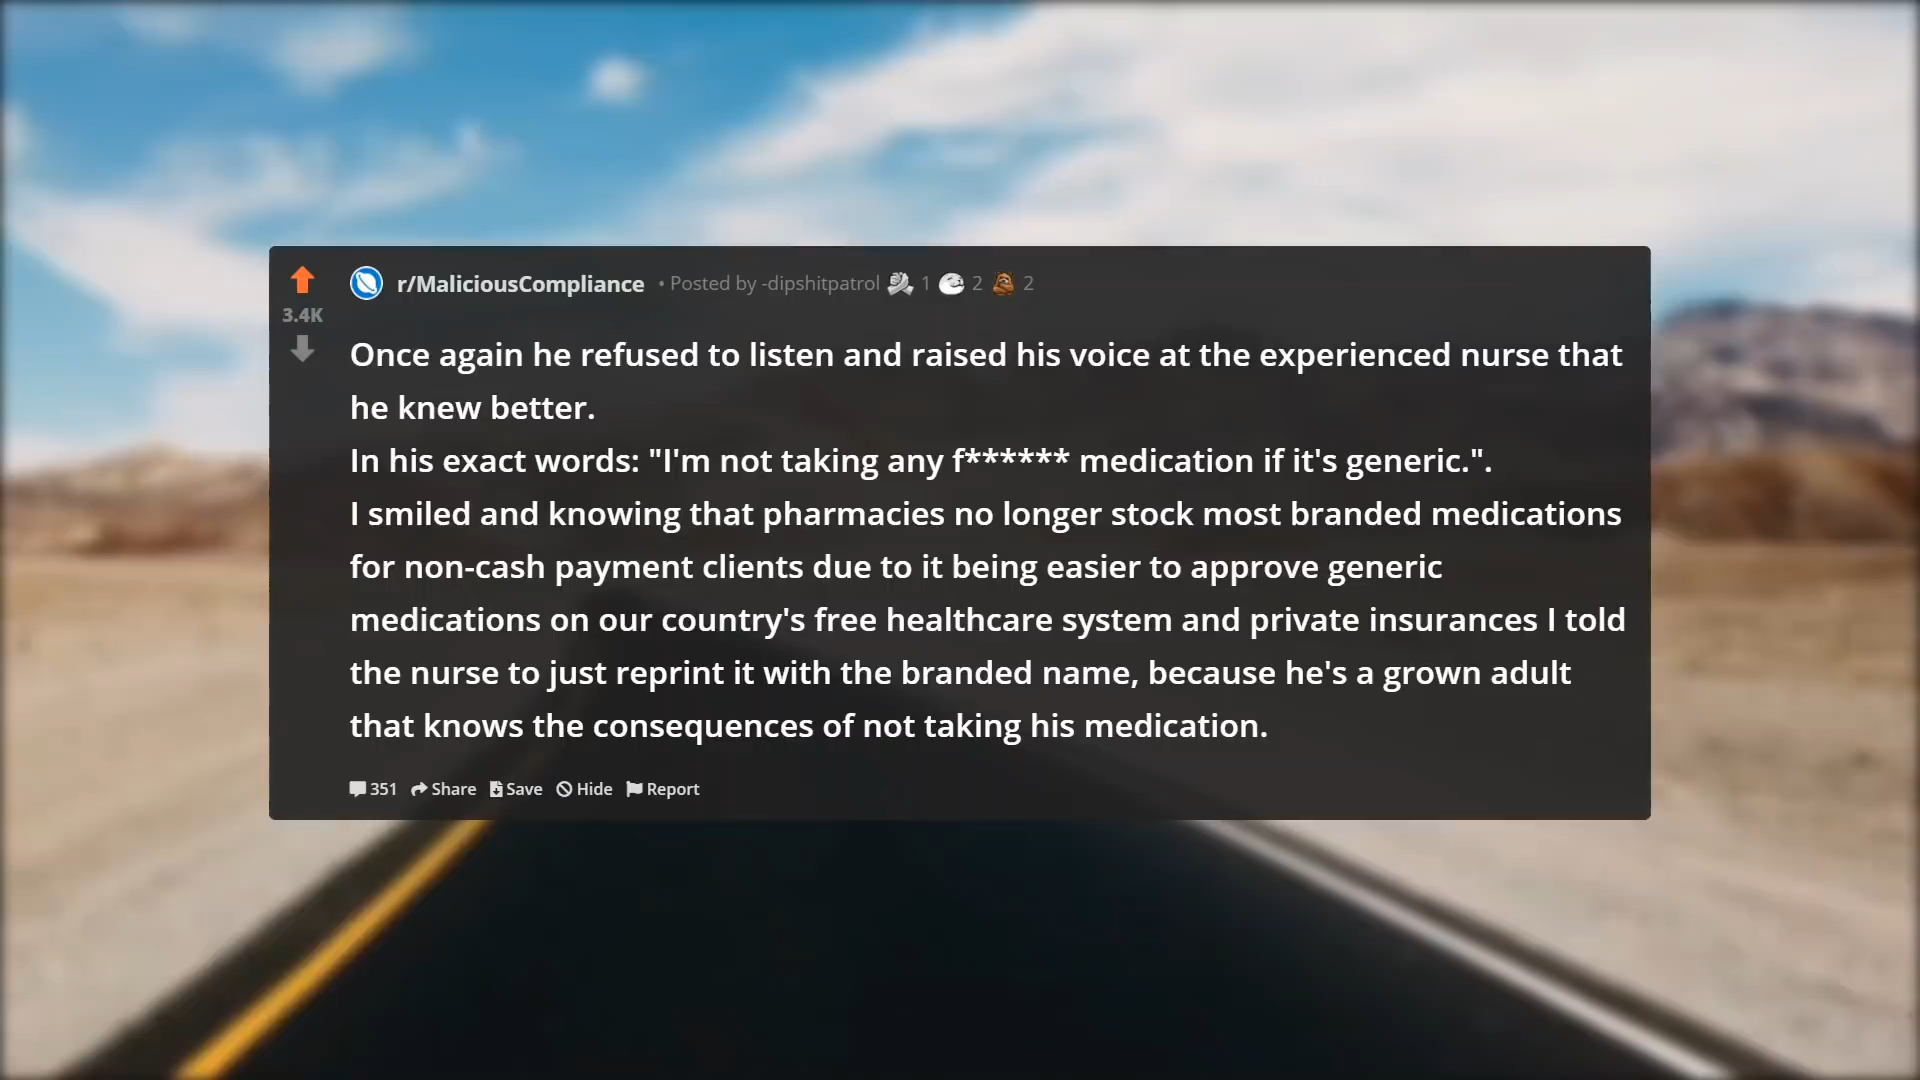 r/MaliciousCompliance • Posted by -dipshitpatrol 1 2 2
3.4K
Once again he refused to listen and raised his voice at the experienced nurse that
he knew better.
In his exact words: "I'm not taking any f****** medication if it's generic.".
I smiled and knowing that pharmacies no longer stock most branded medications
for non-cash payment clients due to it being easier to approve generic
medications on our country's free healthcare system and private insurances I told
the nurse to just reprint it with the branded name, because he's a grown adult
that knows the consequences of not taking his medication.
351 Share Save Hide Report